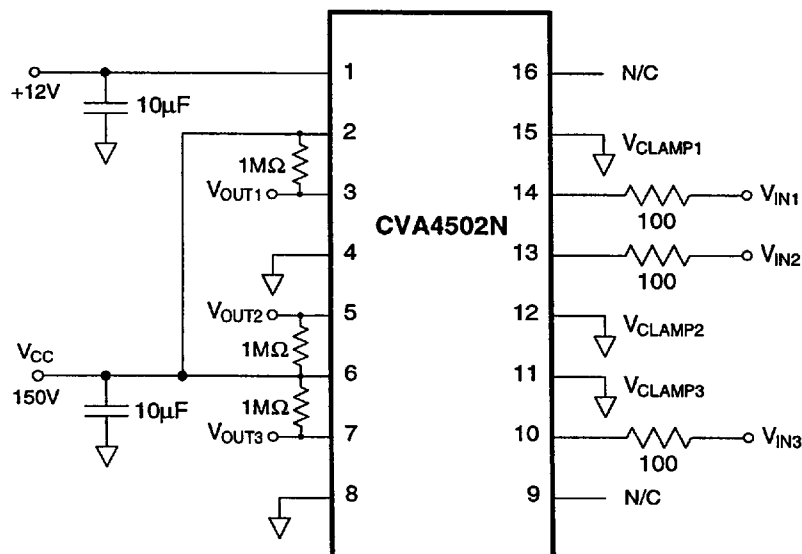 +12V
10µF
1 16 N/C
2 15 VCLAMP1
1MΩ
VOUT1 3 14 100 VIN1
CVA4502N
4 13 100 VIN2
VOUT2 5 12 VCLAMP2
1MΩ
VCC
150V
6 11 VCLAMP3
10µF
1MΩ
VOUT3 7 10 100 VIN3
8 9 N/C